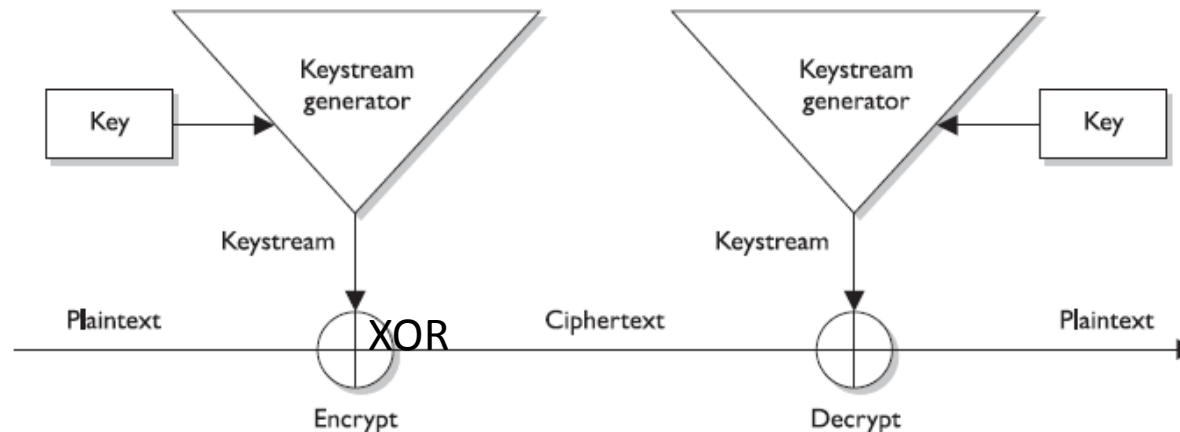 Keystream
generator
Keystream
generator
Key
Key
Keystream
Keystream
Plaintext
XOR
Ciphertext
Plaintext
Encrypt
Decrypt